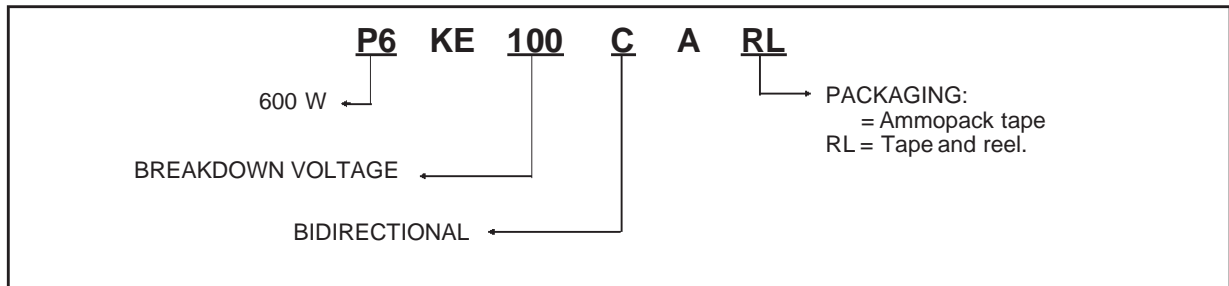 P6 KE 100 C A RL
600 W
PACKAGING:
= Ammopack tape
RL = Tape and reel.
BREAKDOWN VOLTAGE
BIDIRECTIONAL